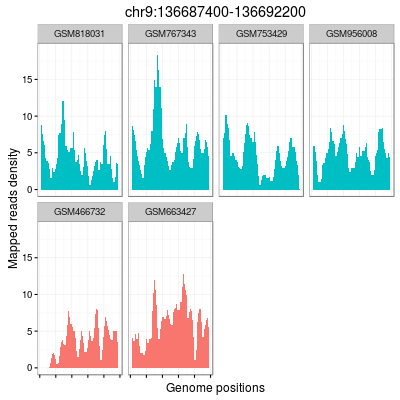 chr9:136687400-136692200
GSM818031 GSM767343 GSM753429 GSM956008
15
10
5
0
GSM466732 GSM663427
15
10
5
0
Mapped reads density
Genome positions